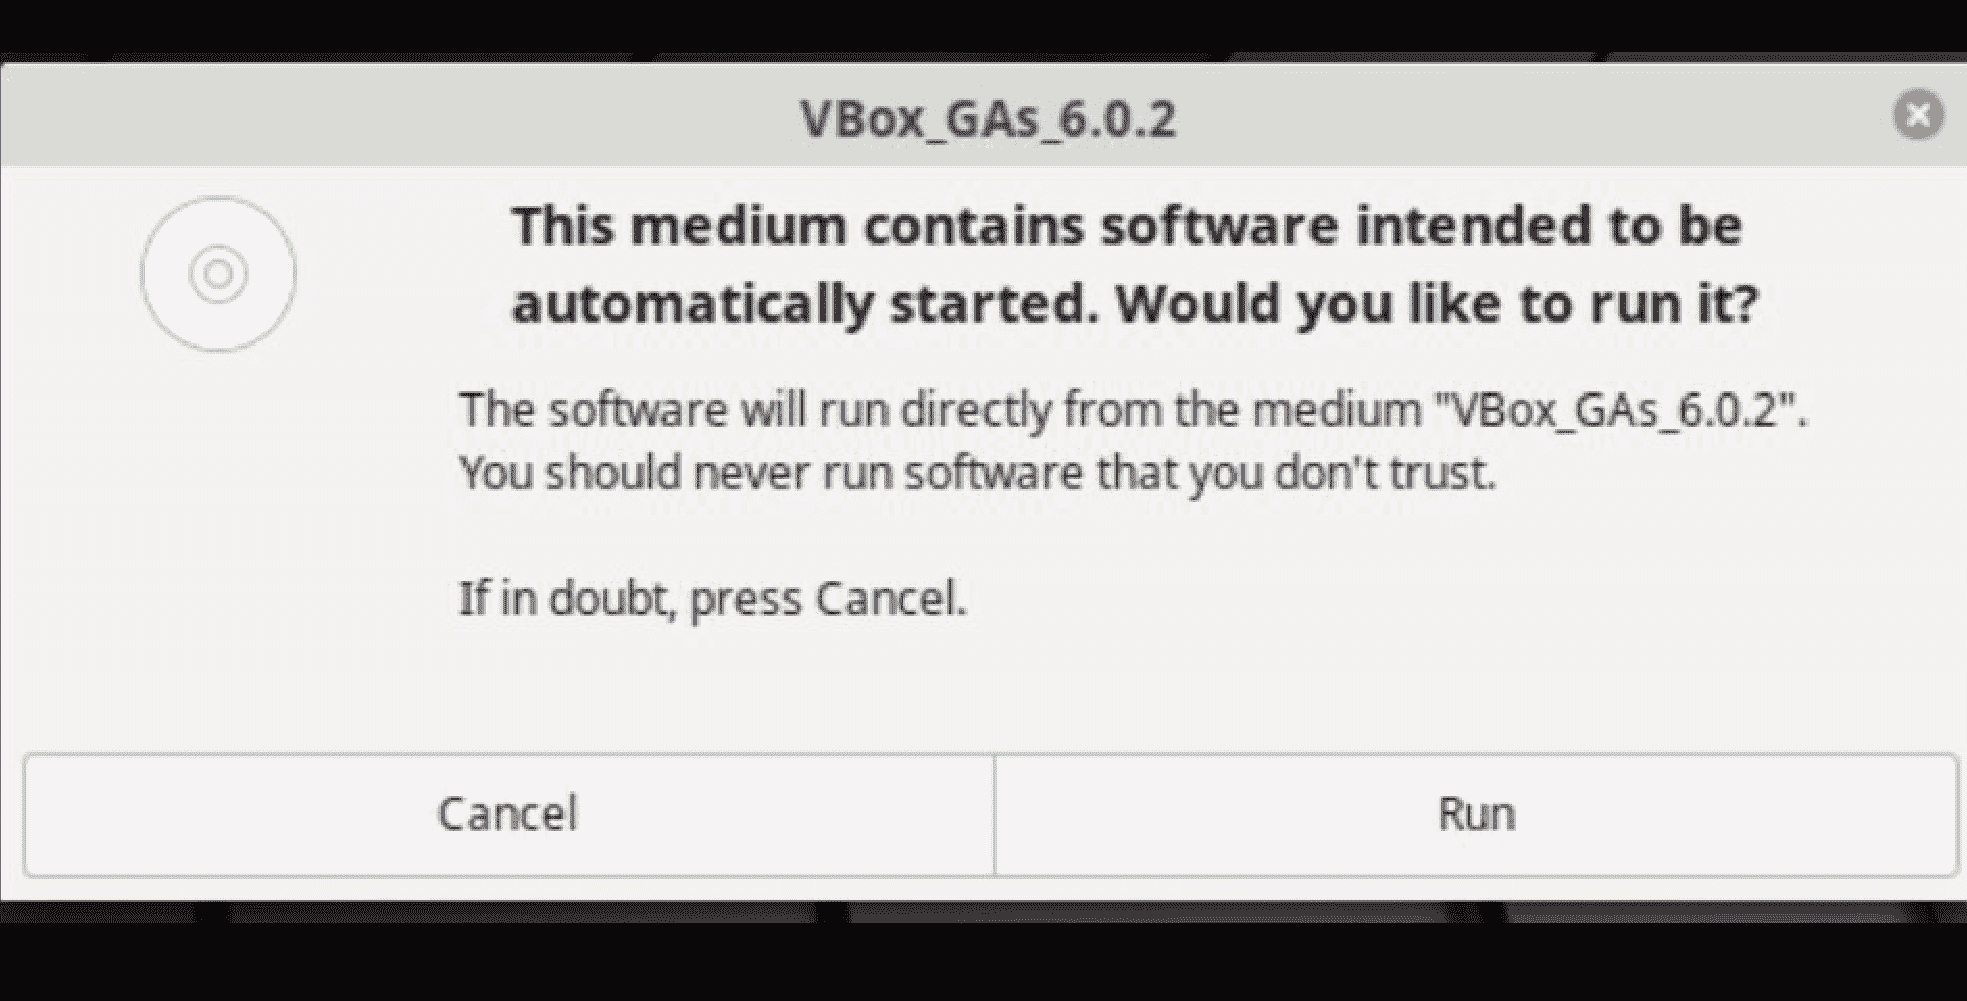 VBox_GAs_6.0.2
This medium contains software intended to be
automatically started. Would you like to run it?
The software will run directly from the medium "VBox_GAs_6.0.2".
You should never run software that you don't trust.
If in doubt, press Cancel.
Cancel
Run